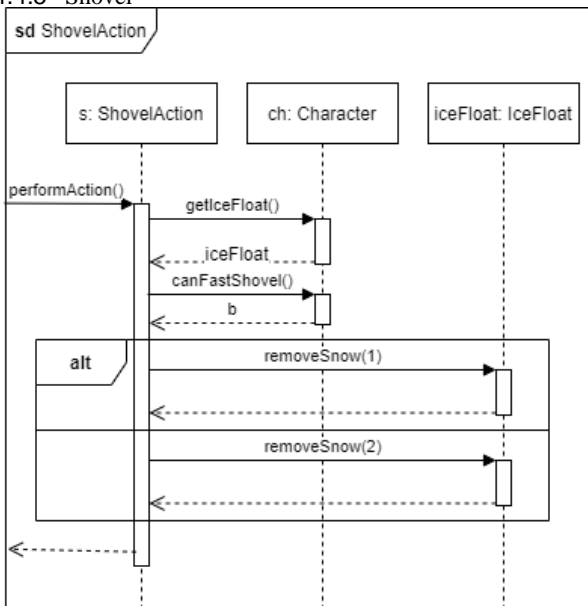 Shovel
sd ShovelAction
s: ShovelAction
ch: Character
iceFloat: IceFloat
performAction()
getIceFloat()
iceFloat
canFastShovel()
b
alt
removeSnow(1)
removeSnow(2)